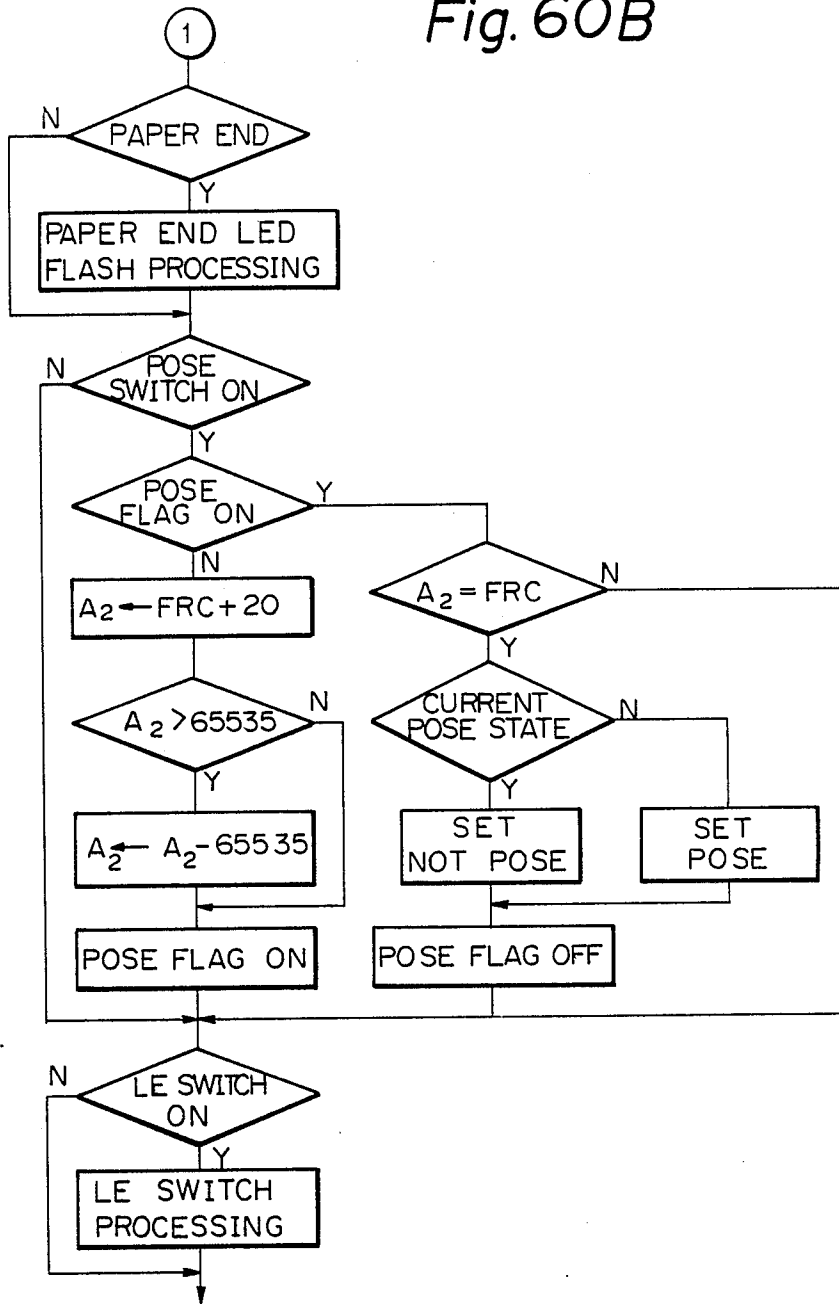 Fig. 60B
1
PAPER END
N
Y
PAPER END LED
FLASH PROCESSING
POSE
SWITCH ON
N
Y
POSE
FLAG ON
Y
N
A2 ← FRC + 20
A2 = FRC
N
Y
A2 > 65535
N
Y
CURRENT
POSE STATE
N
Y
A2 ← A2 - 65535
SET
NOT POSE
SET
POSE
POSE FLAG ON
POSE FLAG OFF
LE SWITCH
ON
N
Y
LE SWITCH
PROCESSING